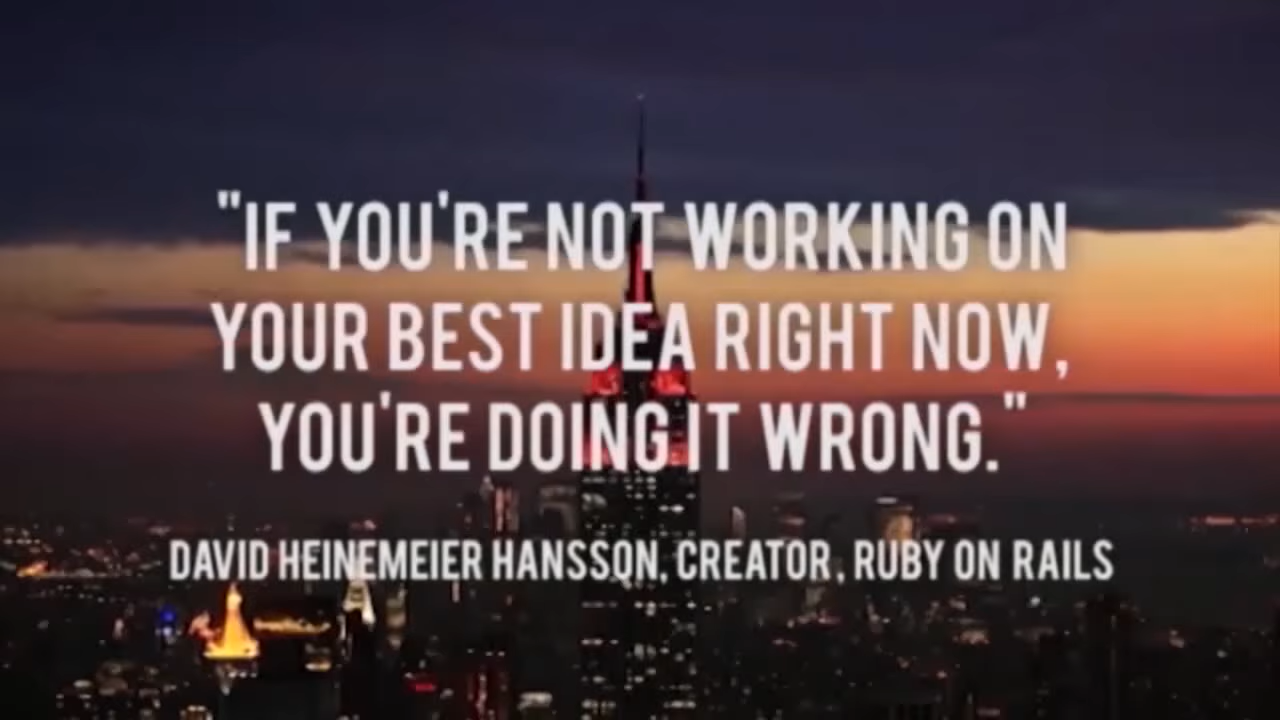 "IF YOU'RE NOT WORKING ON
YOUR BEST IDEA RIGHT NOW,
YOU'RE DOING IT WRONG."
DAVID HEINEMEIER HANSSON, CREATOR, RUBY ON RAILS